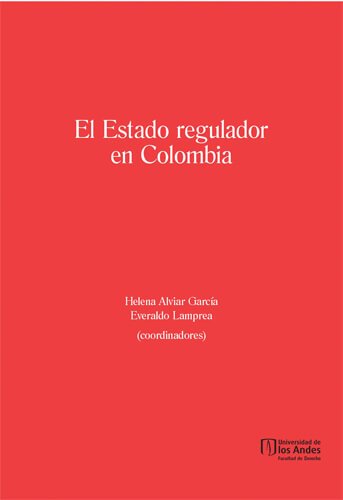 El Estado regulador
en Colombia
Helena Alviar García
Everaldo Lamprea
(coordinadores)
Universidad de
los Andes
Facultad de Derecho